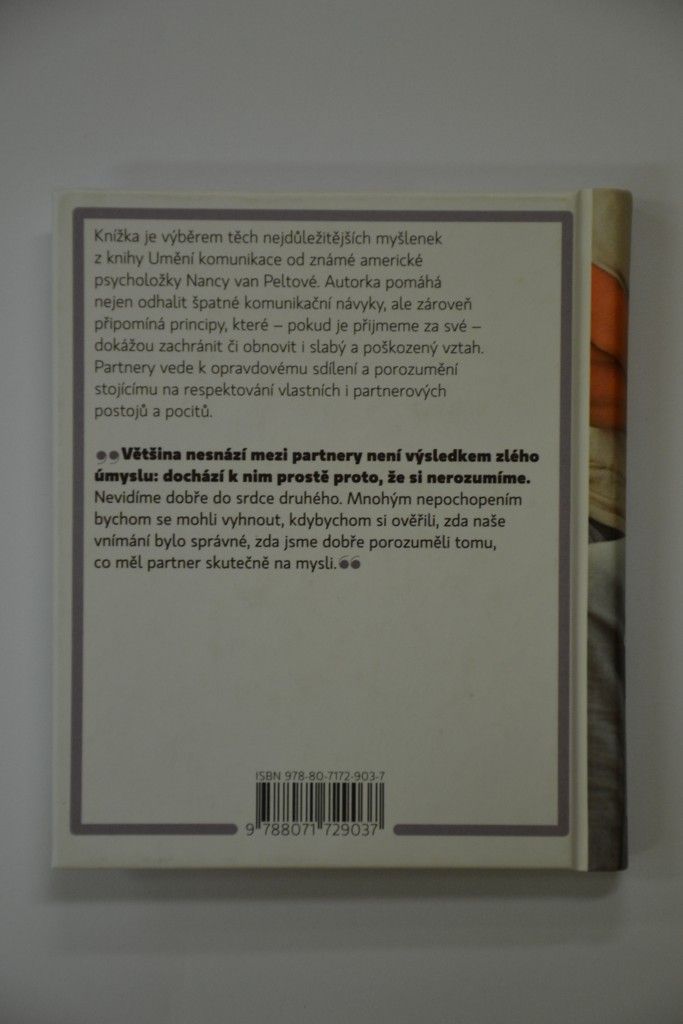 Knížka je výběrem těch nejdůležitějších myšlenek
z knihy Umění komunikace od známé americké
psycholožky Nancy van Peltové. Autorka pomáhá
nejen odhalit špatné komunikační návyky, ale zároveň
připomíná principy, které – pokud je přijmeme za své –
dokážou zachránit či obnovit i slabý a poškozený vztah.
Partnery vede k opravdovému sdílení a porozumění
stojícímu na respektování vlastních i partnerových
postojů a pocitů.
„Většina nesnází mezi partnery není výsledkem zlého
úmyslu: dochází k nim prostě proto, že si nerozumíme.
Nevidíme dobře do srdce druhého. Mnohým nepochopením
bychom se mohli vyhnout, kdybychom si ověřili, zda naše
vnímání bylo správné, zda jsme dobře porozuměli tomu,
co měl partner skutečně na mysli.“
ISBN 978-80-7172-903-7
9 788071 729037